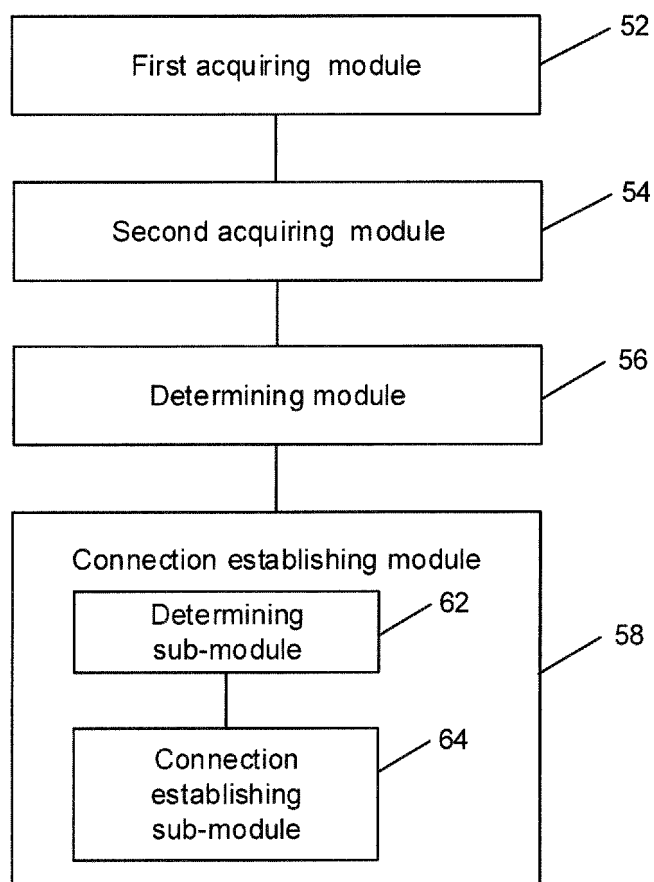 52
First acquiring module
54
Second acquiring module
56
Determining module
Connection establishing module
62
Determining
sub-module
58
64
Connection
establishing
sub-module